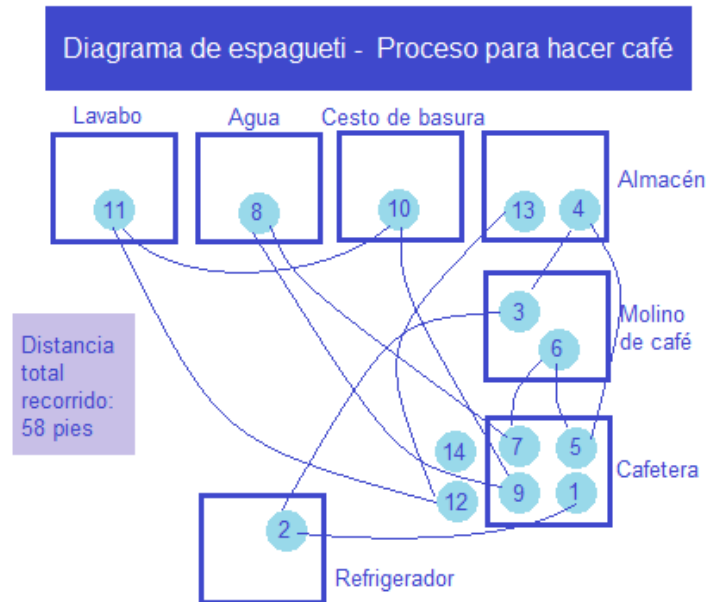 Diagrama de espagueti - Proceso para hacer café
Lavabo
Agua
Cesto de basura
Almacén
11
8
10
13
4
3
Molino
de café
6
Distancia
total
recorrido:
58 pies
7
5
14
Cafetera
9
1
12
2
Refrigerador